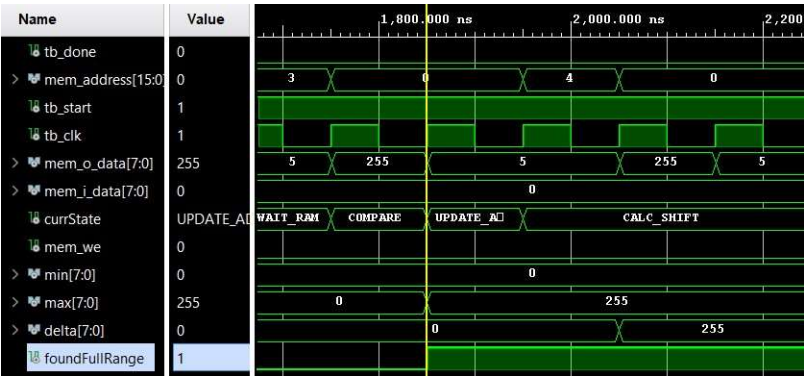 Name Value 1,800.000 ns 2,000.000 ns 2,200
tb_done 0
mem_address[15:0] 0 3 0 4 0
tb_start 1
tb_clk 1
mem_o_data[7:0] 255 5 255 5 255 5
mem_i_data[7:0] 0 0
currState UPDATE_AD WAIT_RAM COMPARE UPDATE_A CALC_SHIFT
mem_we 0
min[7:0] 0 0
max[7:0] 255 0 255
delta[7:0] 0 0 255
foundFullRange 1